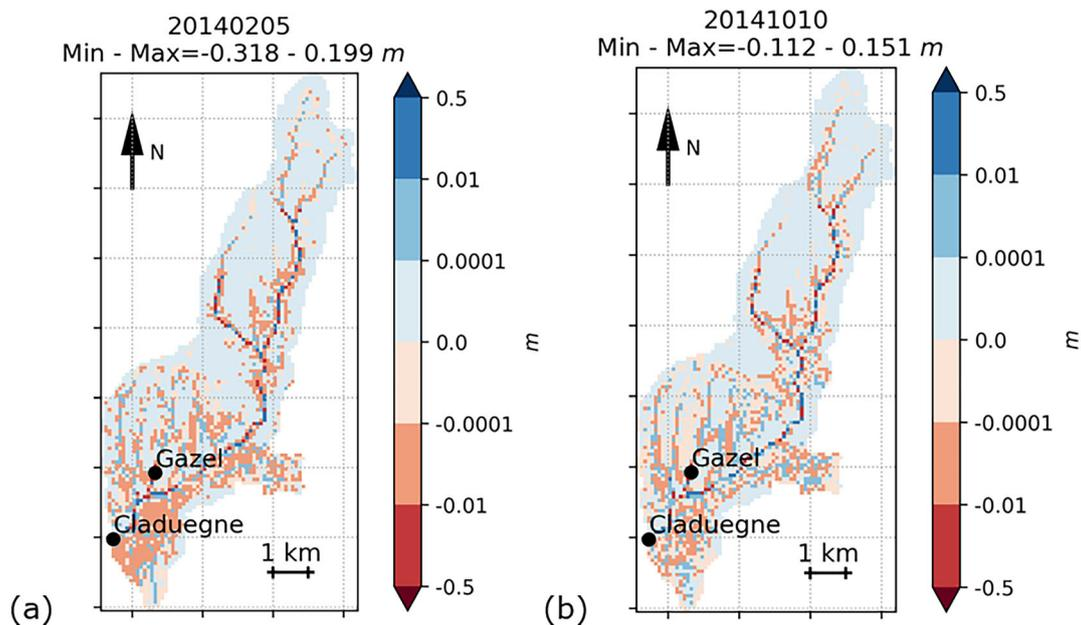 20140205
Min - Max=-0.318 - 0.199 m
N
0.5
0.01
0.0001
0.0
-0.0001
-0.01
-0.5
m
Gazel
Claduegne
1 km
(a)
20141010
Min - Max=-0.112 - 0.151 m
N
0.5
0.01
0.0001
0.0
-0.0001
-0.01
-0.5
m
Gazel
Claduegne
1 km
(b)